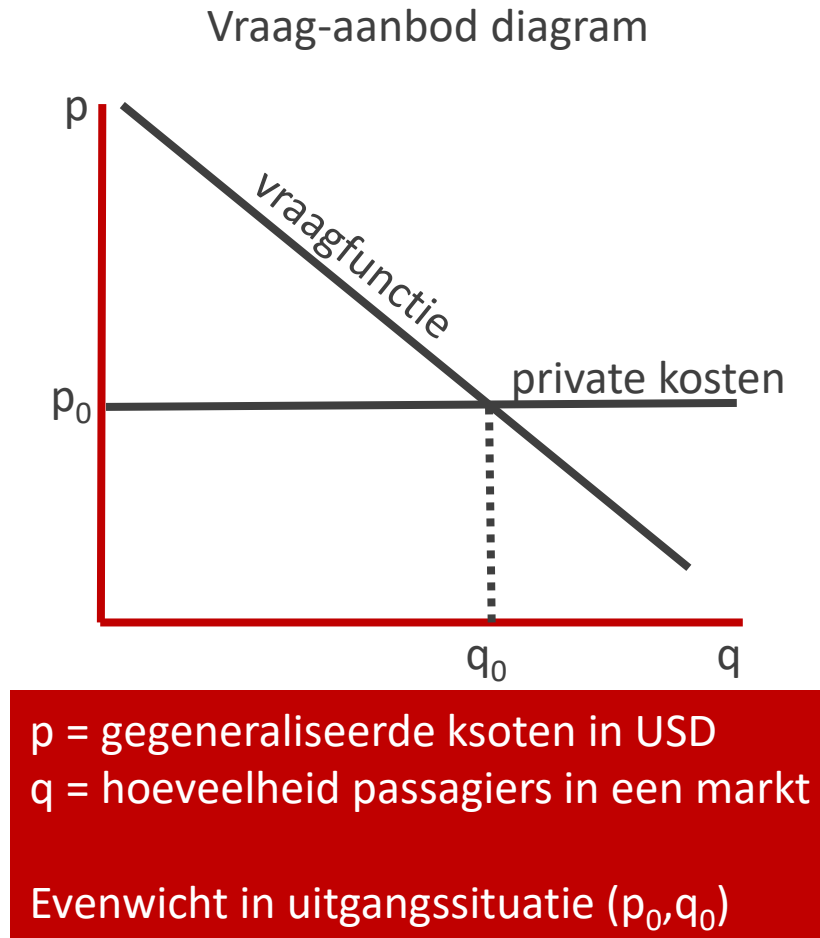 Vraag-aanbod diagram
p
vraagfunctie
private kosten
p₀
q₀
q
p = gegeneraliseerde ksoten in USD
q = hoeveelheid passagiers in een markt
Evenwicht in uitgangssituatie (p₀,q₀)